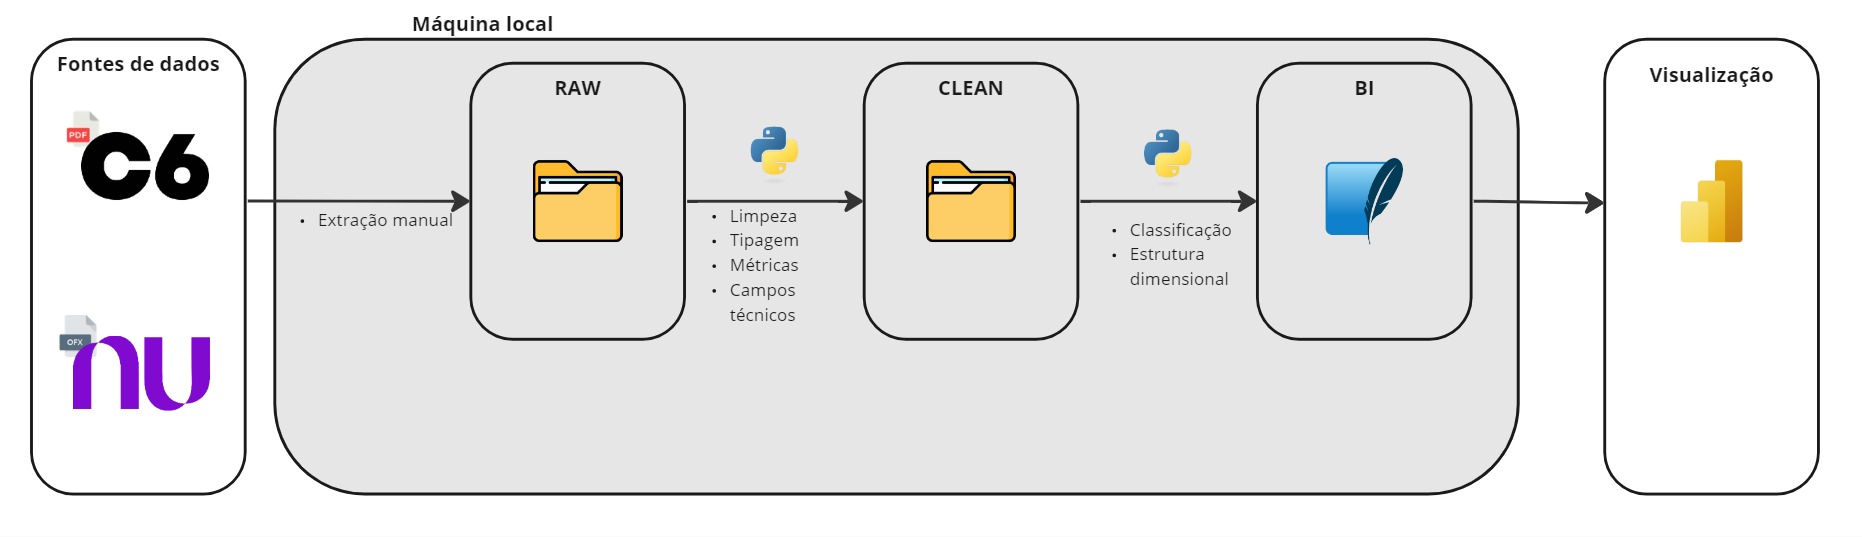 Máquina local
Fontes de dados
PDF
C6
OFX
nu
• Extração manual
RAW
• Limpeza
• Tipagem
• Métricas
• Campos
técnicos
CLEAN
• Classificação
• Estrutura
dimensional
BI
Visualização